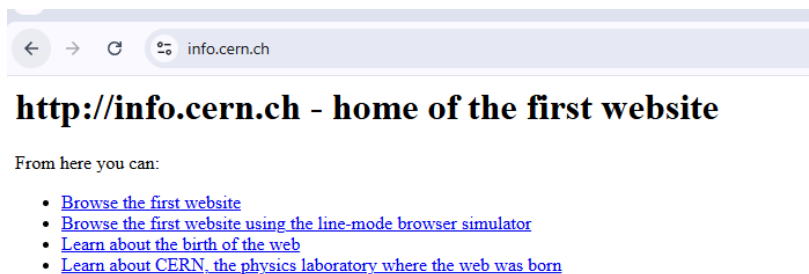 info.cern.ch
http://info.cern.ch - home of the first website
From here you can:
Browse the first website
Browse the first website using the line-mode browser simulator
Learn about the birth of the web
Learn about CERN, the physics laboratory where the web was born